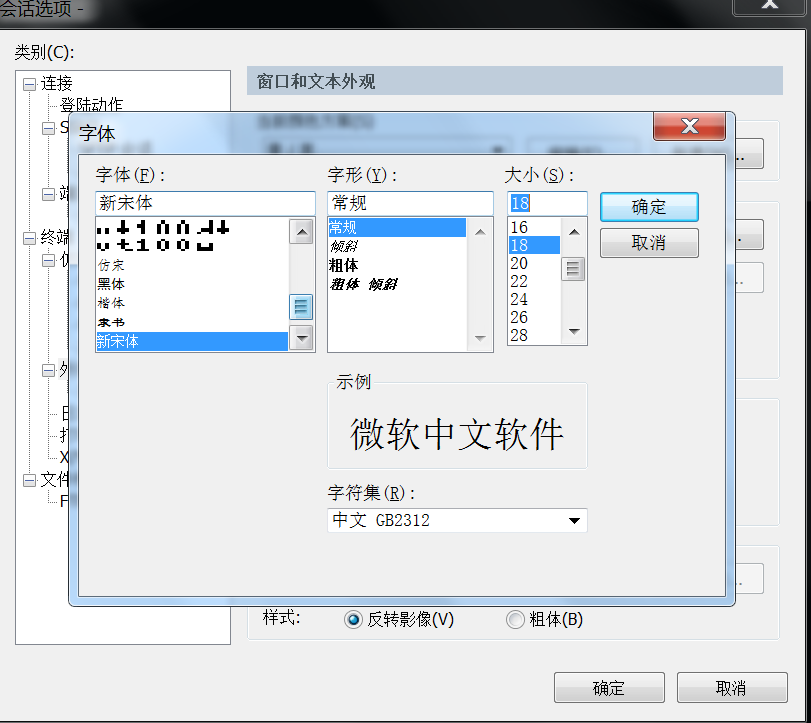 会话选项 -
类别(C):
连接
登陆动作
S
端
终端
仿
外
日
打
X
文件
F
窗口和文本外观
字体
字体(F):
新宋体
仿宋
黑体
楷体
隶书
新宋体
字形(Y):
常规
常规
倾斜
粗体
粗体 倾斜
大小(S):
18
16
18
20
22
24
26
28
确定
取消
示例
微软中文软件
字符集(R):
中文 GB2312
样式:
反转影像(V)
粗体(B)
确定
取消